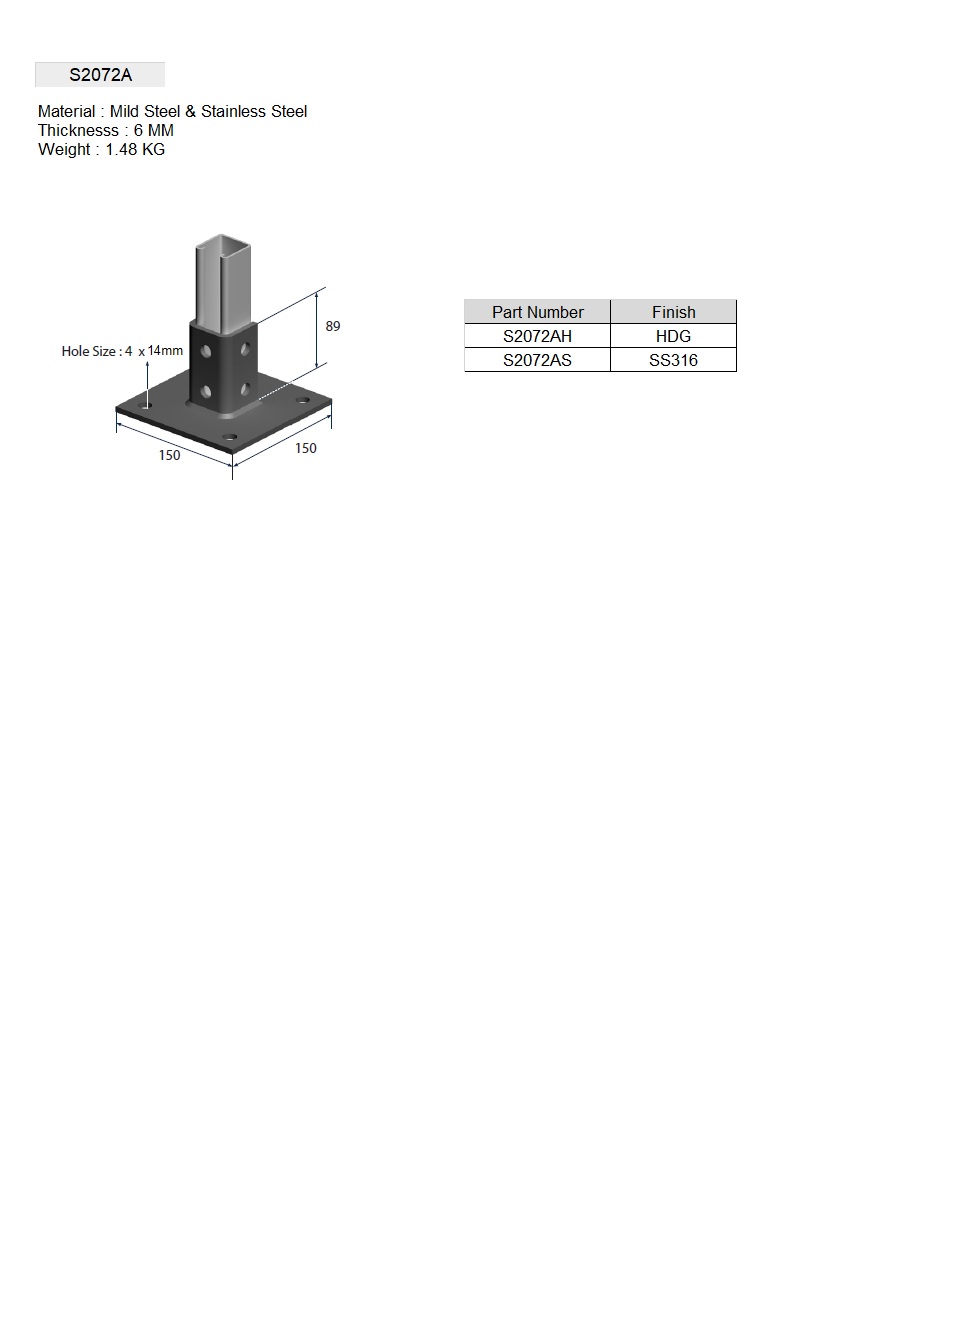 S2072A
Material : Mild Steel & Stainless Steel
Thicknesss : 6 MM
Weight : 1.48 KG
89
Hole Size : 4 x 14mm
150
150
Part Number Finish
S2072AH HDG
S2072AS SS316